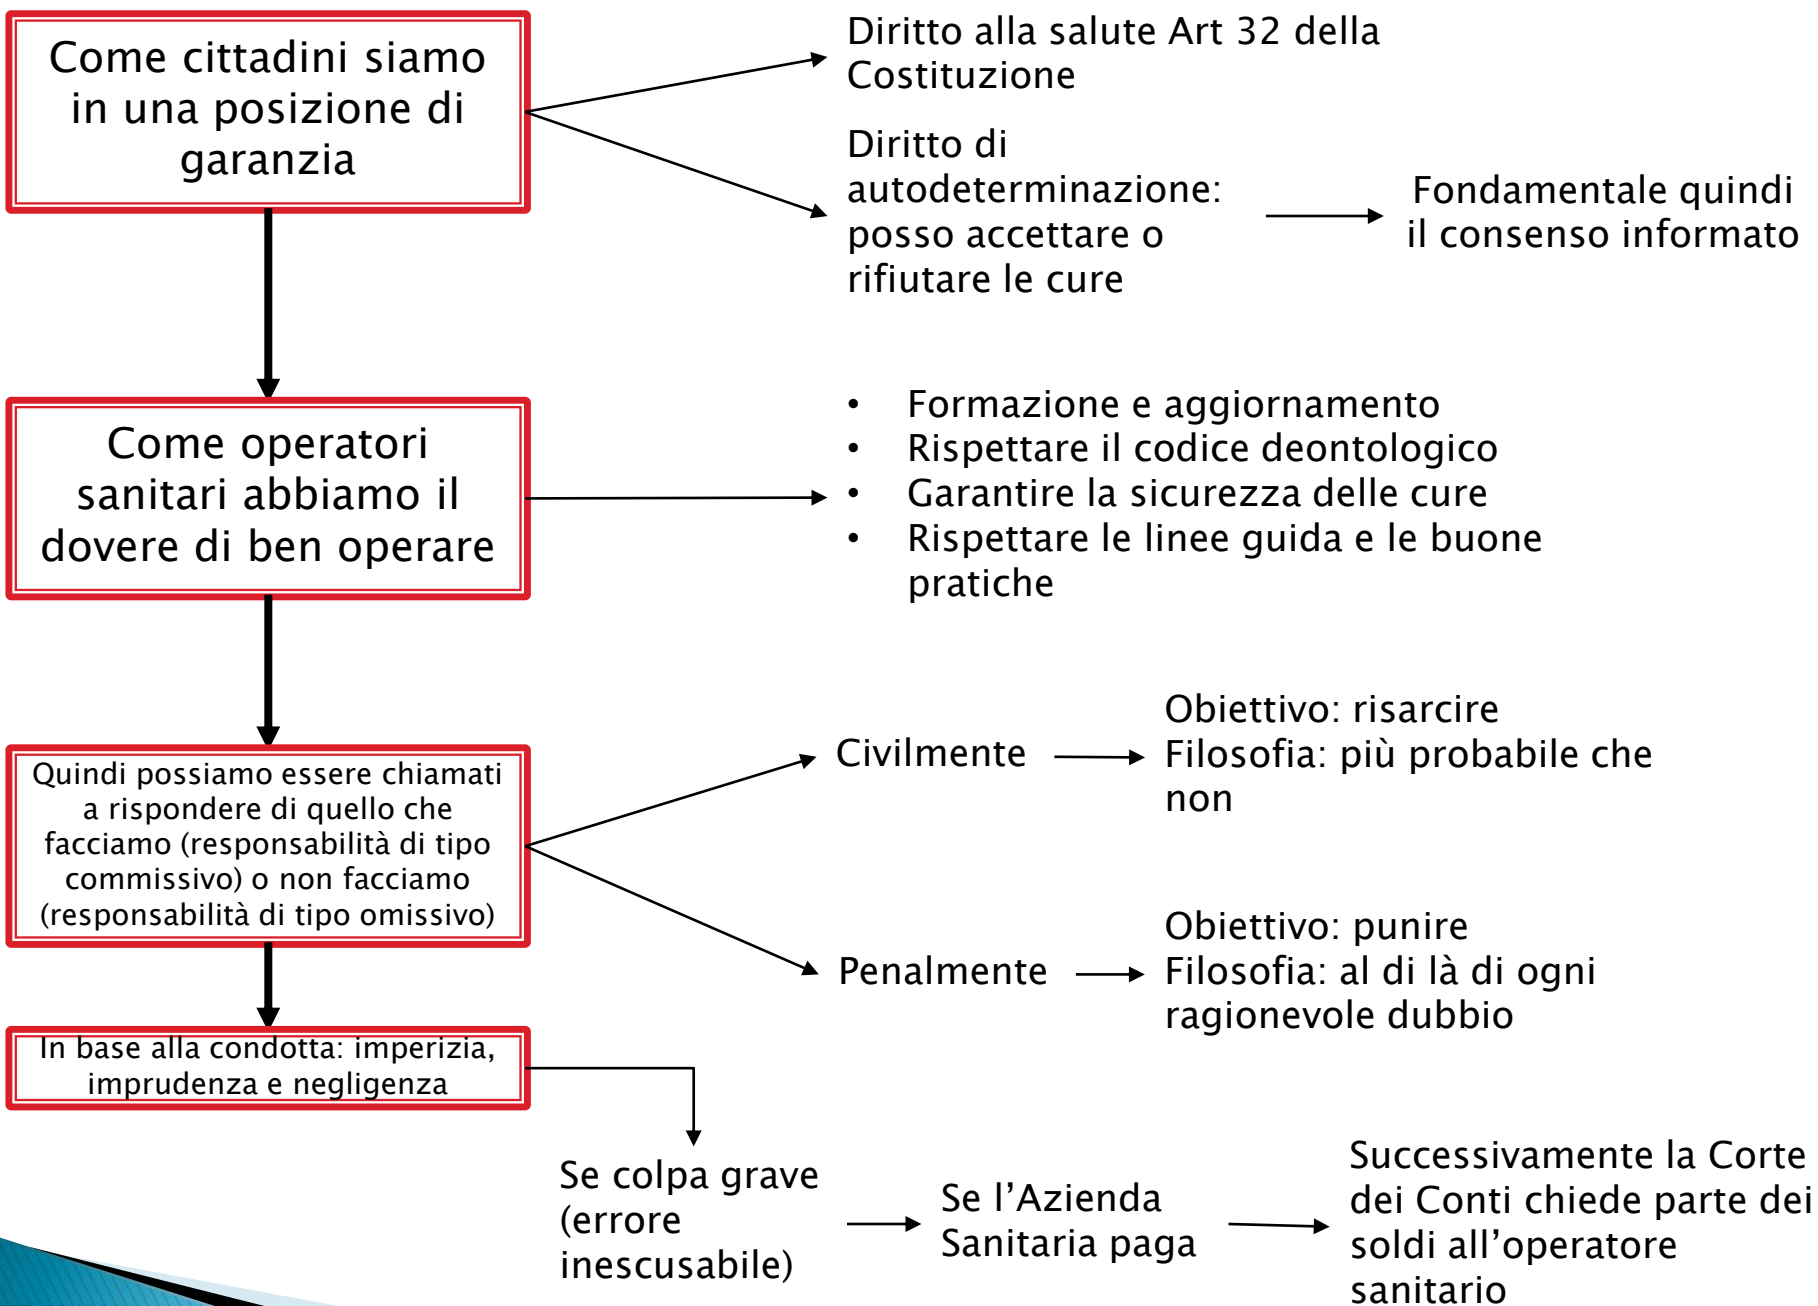 Come cittadini siamo
in una posizione di
garanzia
Diritto alla salute Art 32 della
Costituzione
Diritto di
autodeterminazione:
posso accettare o
rifiutare le cure
Fondamentale quindi
il consenso informato
Come operatori
sanitari abbiamo il
dovere di ben operare
• Formazione e aggiornamento
• Rispettare il codice deontologico
• Garantire la sicurezza delle cure
• Rispettare le linee guida e le buone
pratiche
Quindi possiamo essere chiamati
a rispondere di quello che
facciamo (responsabilità di tipo
commissivo) o non facciamo
(responsabilità di tipo omissivo)
Civilmente
Obiettivo: risarcire
Filosofia: più probabile che
non
Penalmente
Obiettivo: punire
Filosofia: al di là di ogni
ragionevole dubbio
In base alla condotta: imperizia,
imprudenza e negligenza
Se colpa grave
(errore
inescusabile)
Se l’Azienda
Sanitaria paga
Successivamente la Corte
dei Conti chiede parte dei
soldi all’operatore
sanitario